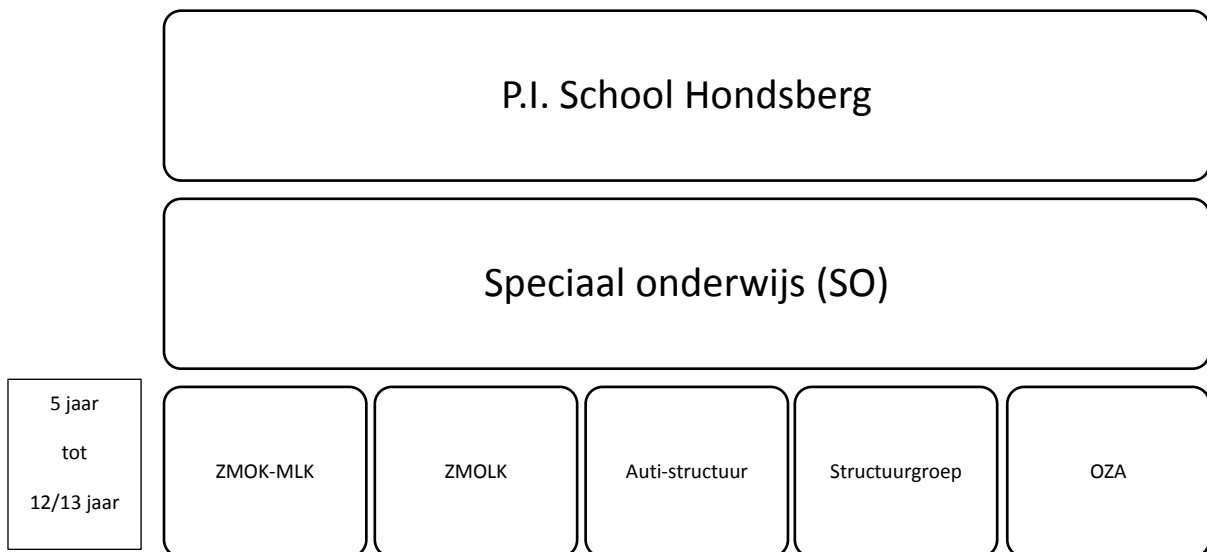 P.I. School Hondsberg
Speciaal onderwijs (SO)
5 jaar
tot
12/13 jaar
ZMOK-MLK
ZMOLK
Auti-structuur
Structuurgroep
OZA